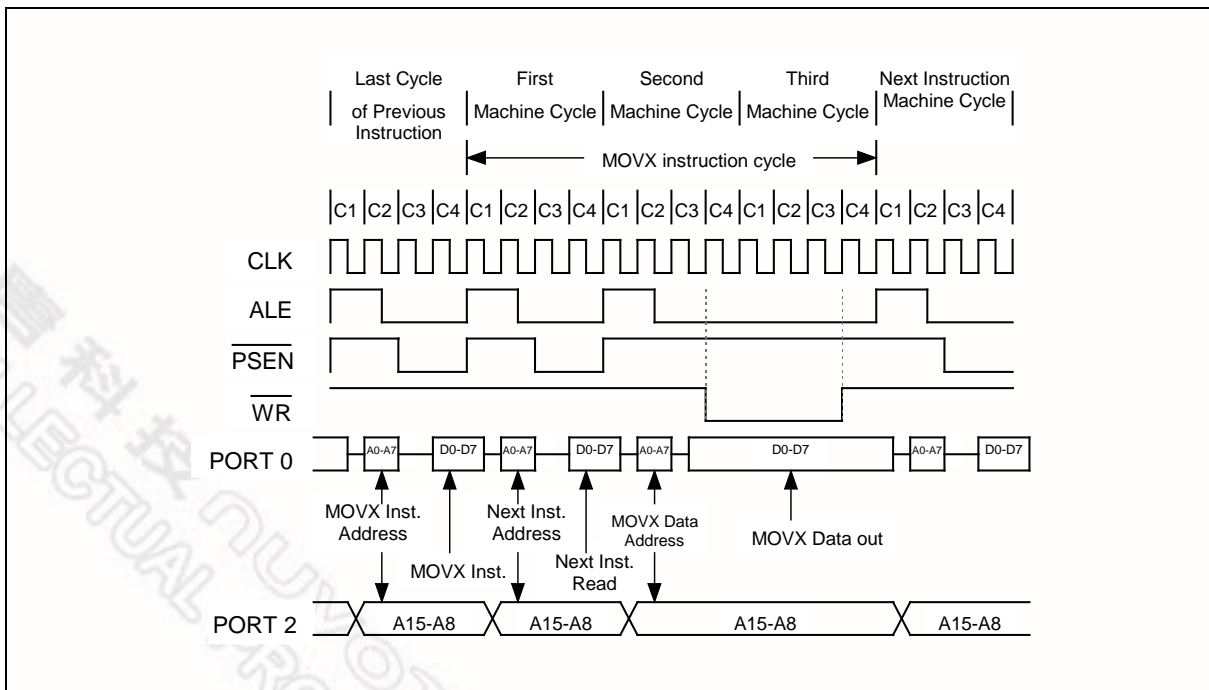 Last Cycle of Previous Instruction
First Machine Cycle
Second Machine Cycle
Third Machine Cycle
Next Instruction Machine Cycle
MOVX instruction cycle
C1 C2 C3 C4 C1 C2 C3 C4 C1 C2 C3 C4 C1 C2 C3 C4 C1 C2 C3 C4
CLK
ALE
PSEN
WR
PORT 0
A0-A7 D0-D7 A0-A7 D0-D7 A0-A7 D0-D7 A0-A7 D0-D7
MOVX Inst. Address
MOVX Inst.
Next Inst. Address
Next Inst. Read
MOVX Data Address
MOVX Data out
PORT 2
A15-A8 A15-A8 A15-A8 A15-A8
科技